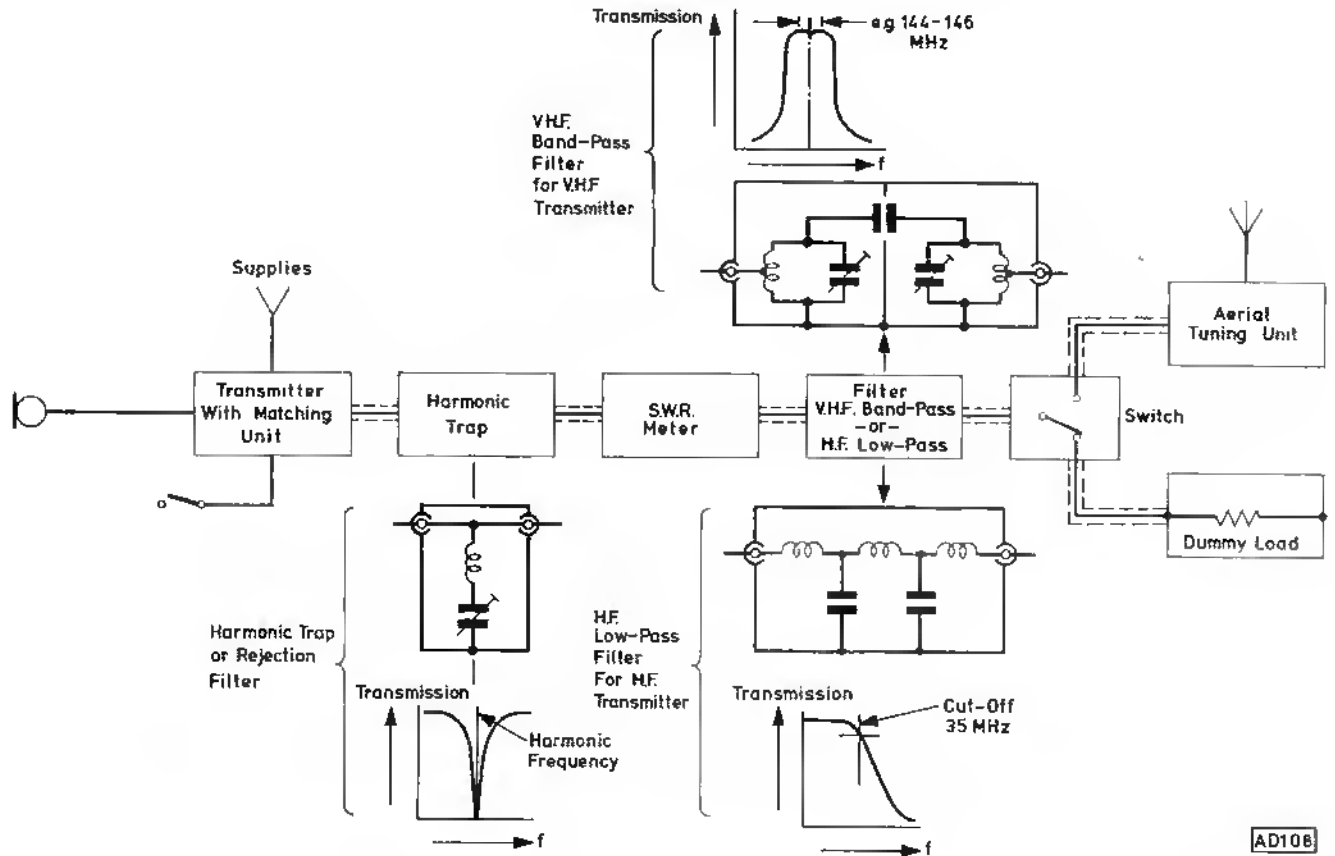 Transmission
e.g 144-146
MHz
V.H.F.
Band-Pass
Filter
for V.H.F
Transmitter
f
Supplies
Transmitter
With Matching
Unit
Harmonic
Trap
S.W.R.
Meter
Filter
V.H.F. Band-Pass
-or-
H.F. Low-Pass
Switch
Aerial
Tuning Unit
Dummy Load
Harmonic Trap
or Rejection
Filter
Transmission
Harmonic
Frequency
f
H.F.
Low-Pass
Filter
For H.F.
Transmitter
Transmission
Cut-Off
35 MHz
f
AD106